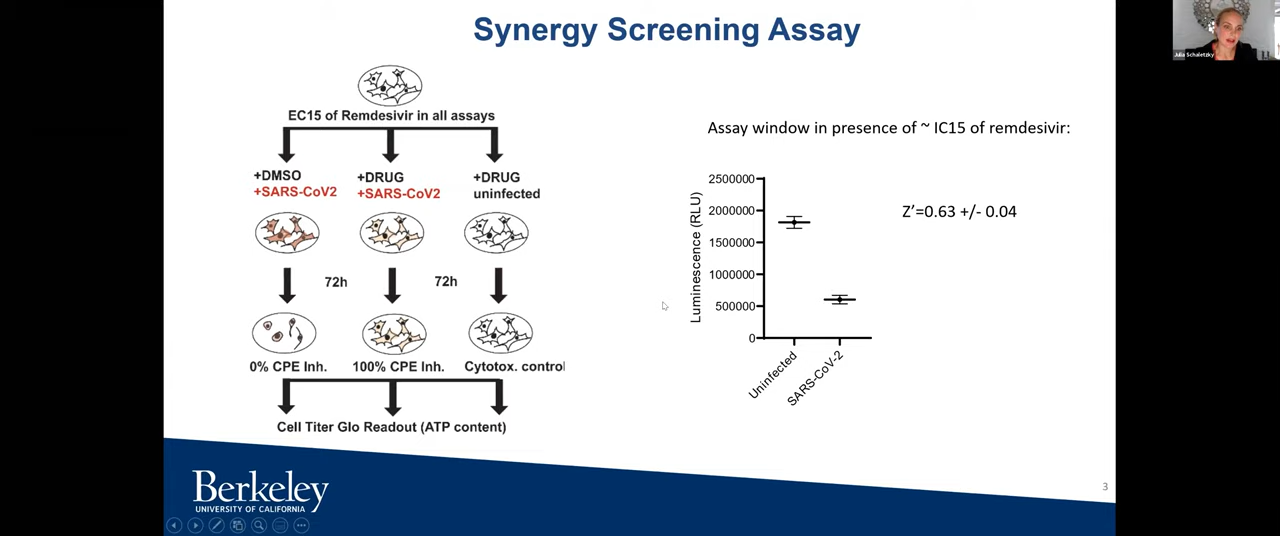 Synergy Screening Assay
Julia Schaletzky
EC15 of Remdesivir in all assays
+DMSO
+SARS-CoV2
+DRUG
+SARS-CoV2
+DRUG
uninfected
72h
72h
0% CPE Inh.
100% CPE Inh.
Cytotox. control
Cell Titer Glo Readout (ATP content)
Assay window in presence of ~ IC15 of remdesivir:
Luminescence (RLU)
2500000
2000000
1500000
1000000
500000
0
Uninfected
SARS-CoV-2
Z’=0.63 +/- 0.04
Berkeley
UNIVERSITY OF CALIFORNIA
3